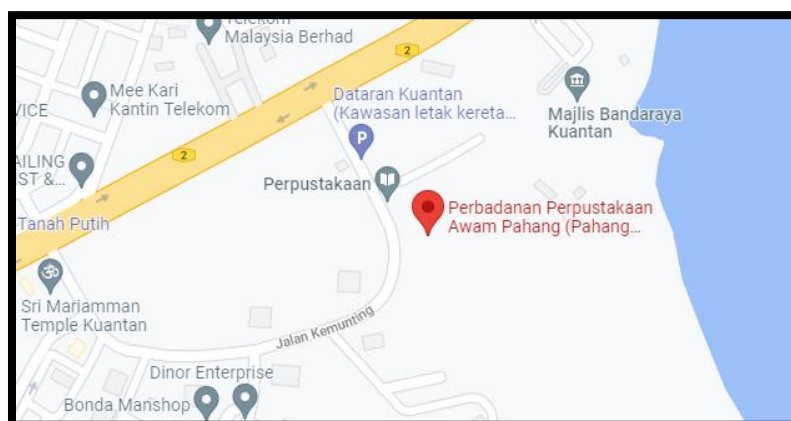 Telekom
Malaysia Berhad
2
Mee Kari
Kantin Telekom
VICE
Dataran Kuantan
(Kawasan letak kereta...
P
Majlis Bandaraya
Kuantan
2
AILING
ST &...
Perpustakaan
Perbadanan Perpustakaan
Awam Pahang (Pahang...
Tanah Putih
Sri Mariamman
Temple Kuantan
Jalan Kemunting
Dinor Enterprise
Bonda Manshop